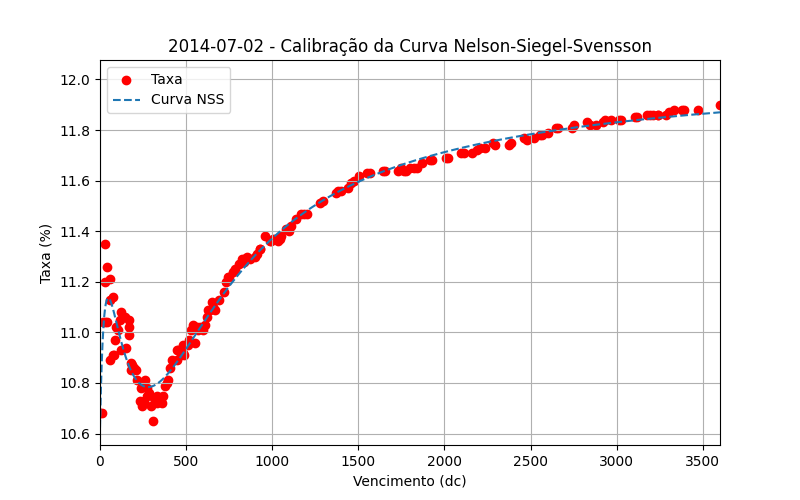 2014-07-02 - Calibração da Curva Nelson-Siegel-Svensson
Taxa
Curva NSS
Taxa (%)
12.0
11.8
11.6
11.4
11.2
11.0
10.8
10.6
0 500 1000 1500 2000 2500 3000 3500
Vencimento (dc)